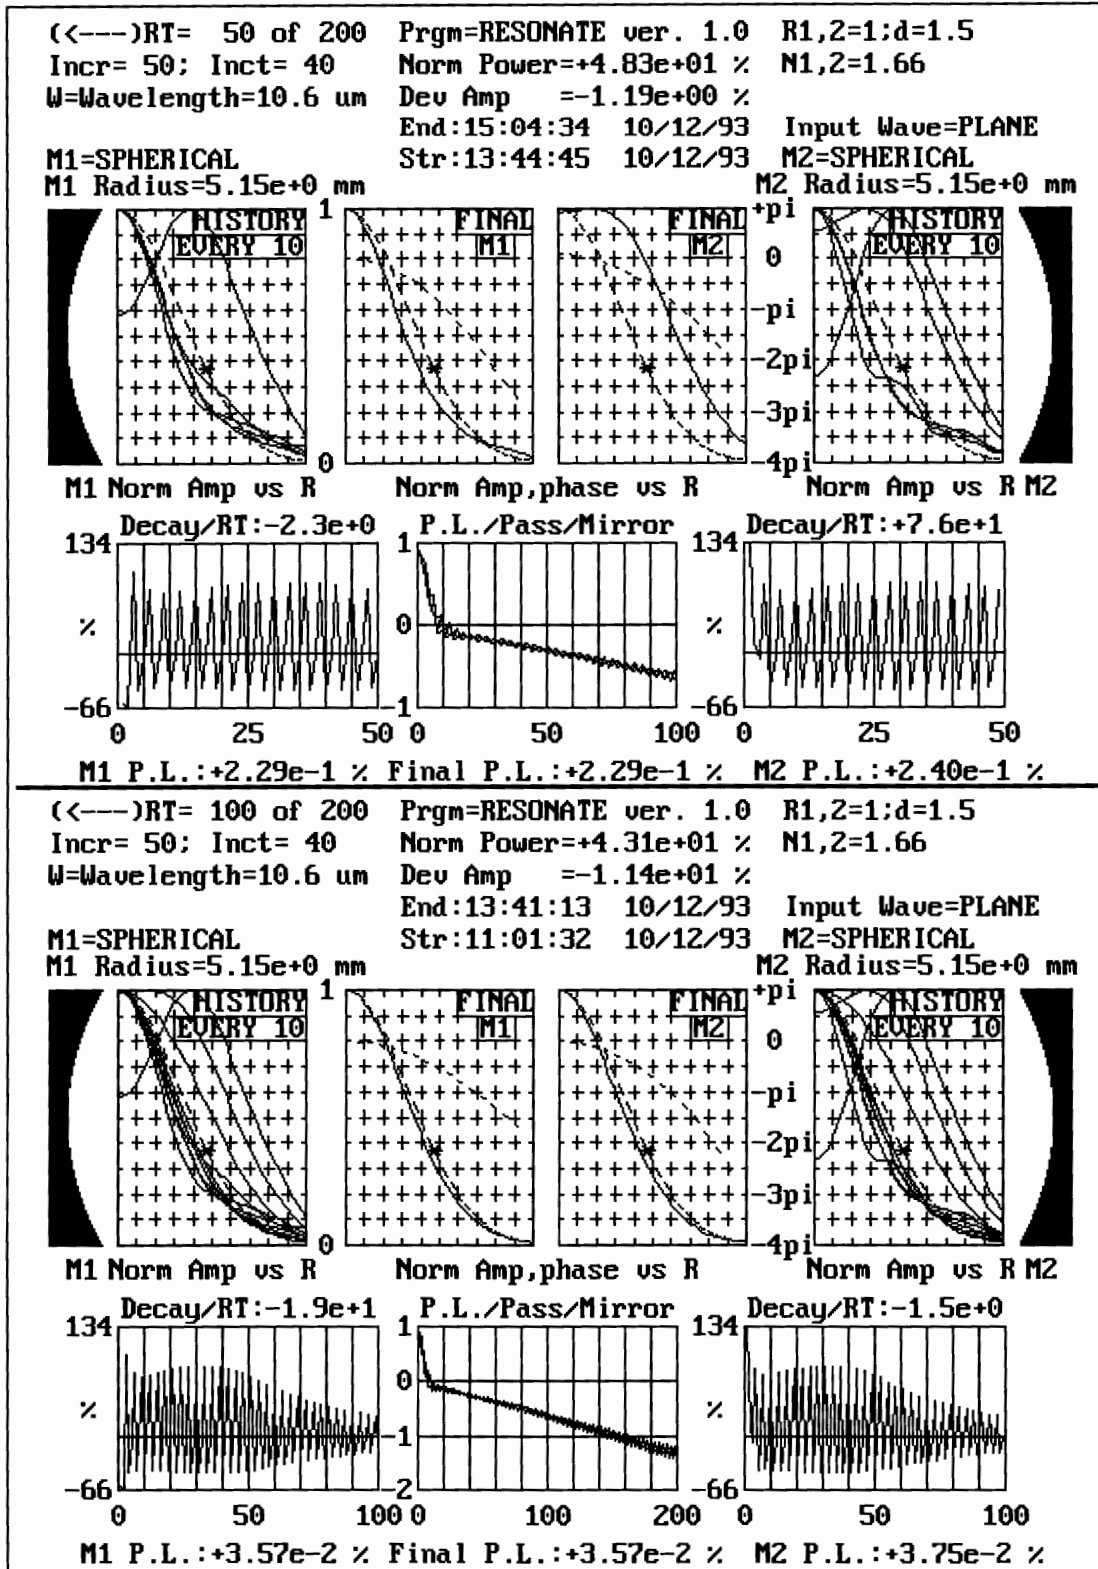 (<---)RT= 50 of 200 Prgm=RESONATE ver. 1.0 R1,2=1;d=1.5
Incr= 50; Inct= 40 Norm Power=+4.83e+01 % N1,2=1.66
W=Wavelength=10.6 um Dev Amp =-1.19e+00 %
End:15:04:34 10/12/93 Input Wave=PLANE
M1=SPHERICAL Str:13:44:45 10/12/93 M2=SPHERICAL
M1 Radius=5.15e+0 mm M2 Radius=5.15e+0 mm
HISTORY 1 FINAL FINAL +pi HISTORY
EVERY 10 M1 M2 0 EVERY 10
-pi
-2pi
-3pi
0 -4pi
M1 Norm Amp vs R Norm Amp,phase vs R Norm Amp vs R M2
Decay/RT:-2.3e+0 P.L./Pass/Mirror Decay/RT:+7.6e+1
134 1 134
% 0 %
-66 -1 -66
0 25 50 0 50 100 0 25 50
M1 P.L.:+2.29e-1 % Final P.L.:+2.29e-1 % M2 P.L.:+2.40e-1 %
(<---)RT= 100 of 200 Prgm=RESONATE ver. 1.0 R1,2=1;d=1.5
Incr= 50; Inct= 40 Norm Power=+4.31e+01 % N1,2=1.66
W=Wavelength=10.6 um Dev Amp =-1.14e+01 %
End:13:41:13 10/12/93 Input Wave=PLANE
M1=SPHERICAL Str:11:01:32 10/12/93 M2=SPHERICAL
M1 Radius=5.15e+0 mm M2 Radius=5.15e+0 mm
HISTORY 1 FINAL FINAL +pi HISTORY
EVERY 10 M1 M2 0 EVERY 10
-pi
-2pi
-3pi
0 -4pi
M1 Norm Amp vs R Norm Amp,phase vs R Norm Amp vs R M2
Decay/RT:-1.9e+1 P.L./Pass/Mirror Decay/RT:-1.5e+0
134 1 134
0
% -1 %
-66 -2 -66
0 50 100 0 100 200 0 50 100
M1 P.L.:+3.57e-2 % Final P.L.:+3.57e-2 % M2 P.L.:+3.75e-2 %